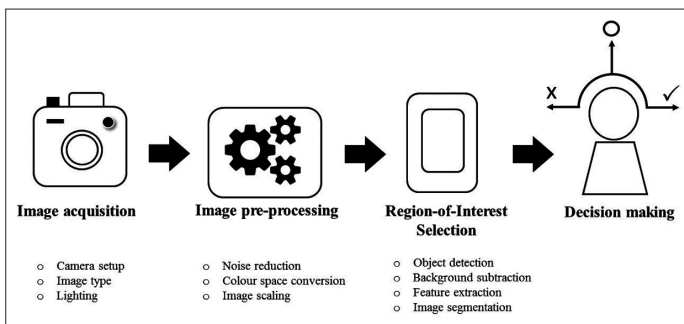 X
✓
Image acquisition
Image pre-processing
Region-of-Interest
Selection
Decision making
o Camera setup
o Image type
o Lighting
o Noise reduction
o Colour space conversion
o Image scaling
o Object detection
o Background subtraction
o Feature extraction
o Image segmentation